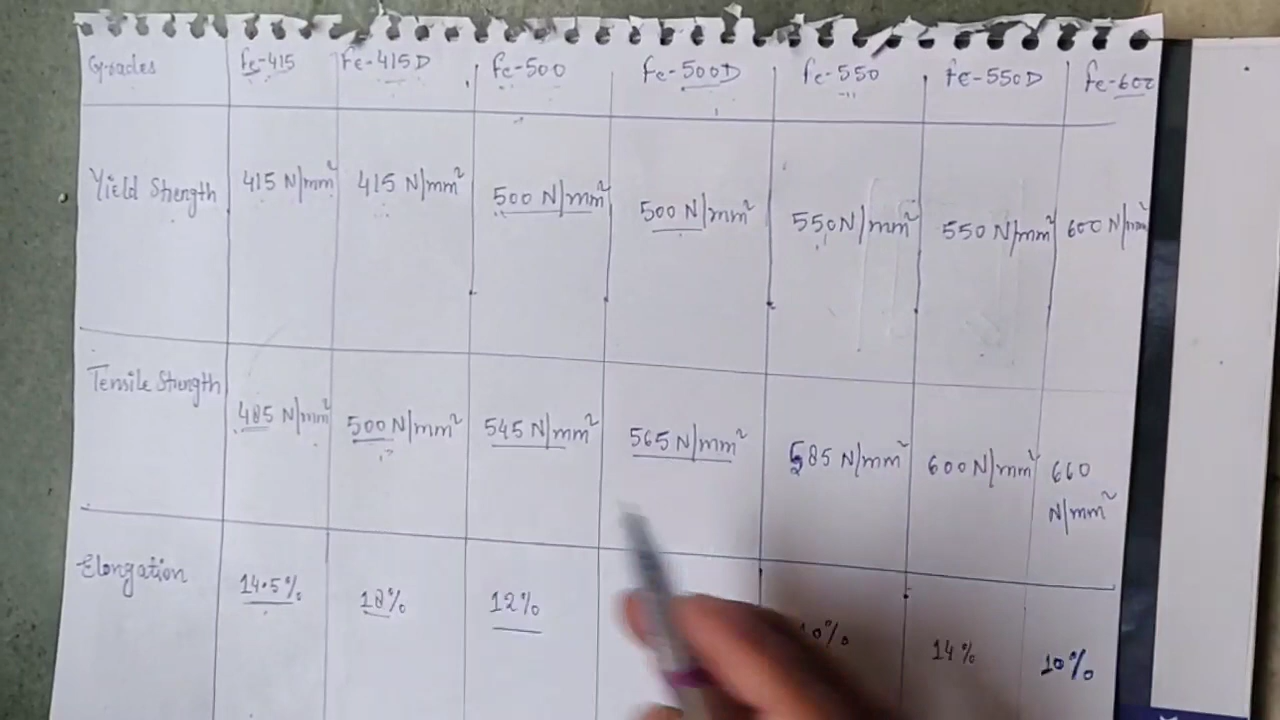 Grades Fe-415 Fe-415D Fe-500 Fe-500D Fe-550 Fe-550D Fe-600
Yield Strength 415 N/mm² 415 N/mm² 500 N/mm² 500 N/mm² 550 N/mm² 550 N/mm² 600 N/mm²
Tensile Strength 485 N/mm² 500 N/mm² 545 N/mm² 565 N/mm² 585 N/mm² 600 N/mm² 660
N/mm²
Elongation 14.5% 18% 12% 10% 14% 10%